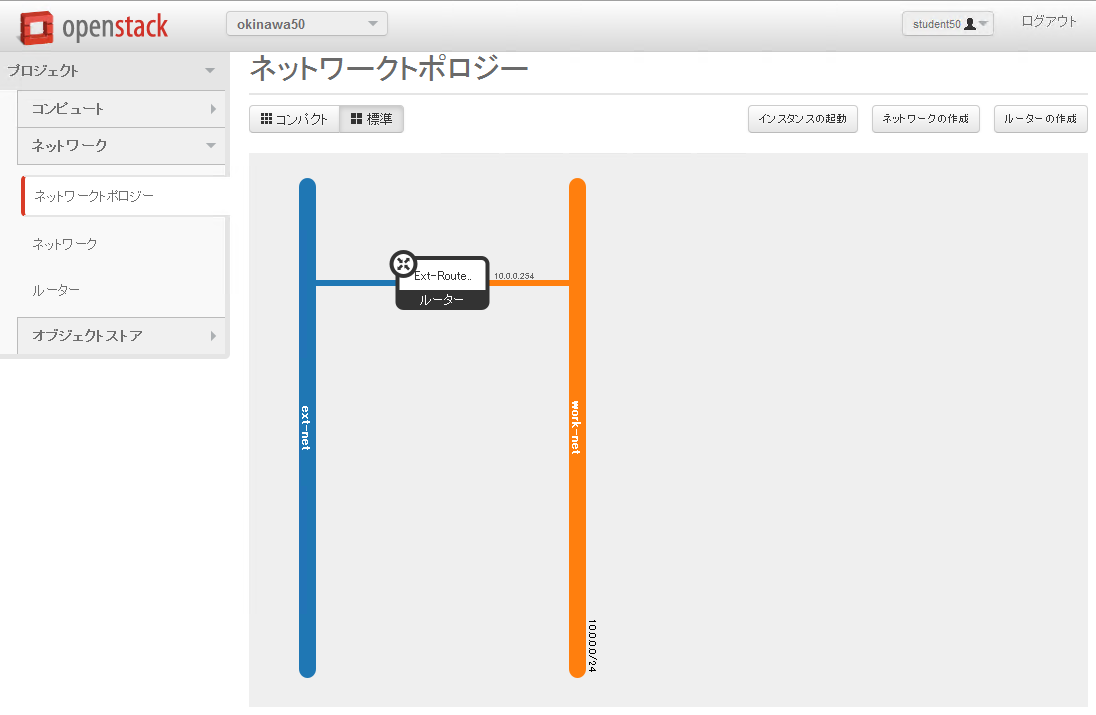 openstack
okinawa50
student50
ログアウト
プロジェクト
コンピュート
ネットワーク
ネットワークトポロジー
ネットワーク
ルーター
オブジェクトストア
ネットワークトポロジー
コンパクト
標準
インスタンスの起動
ネットワークの作成
ルーターの作成
ext-net
Ext-Route..
ルーター
10.0.0.254
work-net
10.0.0.0/24